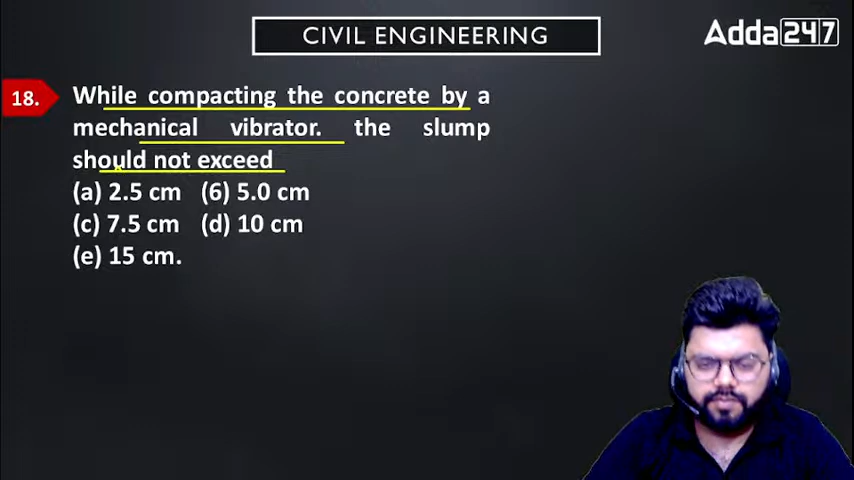 CIVIL ENGINEERING
Adda247
18.
While compacting the concrete by a
mechanical vibrator. the slump
should not exceed
(a) 2.5 cm (6) 5.0 cm
(c) 7.5 cm (d) 10 cm
(e) 15 cm.